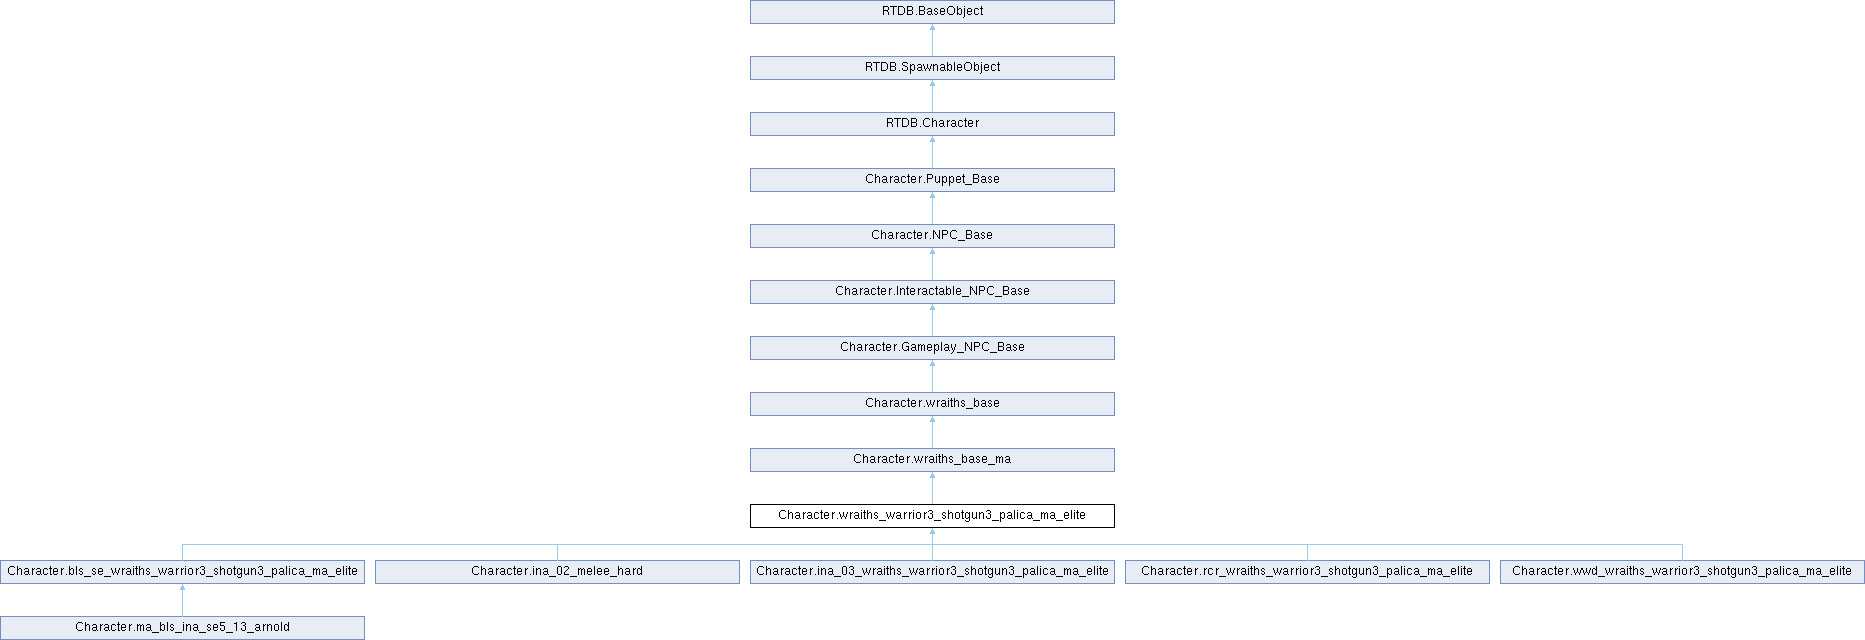 RTDB.BaseObject
RTDB.SpawnableObject
RTDB.Character
Character.Puppet_Base
Character.NPC_Base
Character.Interactable_NPC_Base
Character.Gameplay_NPC_Base
Character.wraiths_base
Character.wraiths_base_ma
Character.wraiths_warrior3_shotgun3_palica_ma_elite
Character.bls_se_wraiths_warrior3_shotgun3_palica_ma_elite
Character.ina_02_melee_hard
Character.ina_03_wraiths_warrior3_shotgun3_palica_ma_elite
Character.rcr_wraiths_warrior3_shotgun3_palica_ma_elite
Character.wwd_wraiths_warrior3_shotgun3_palica_ma_elite
Character.ma_bls_ina_se5_13_arnold